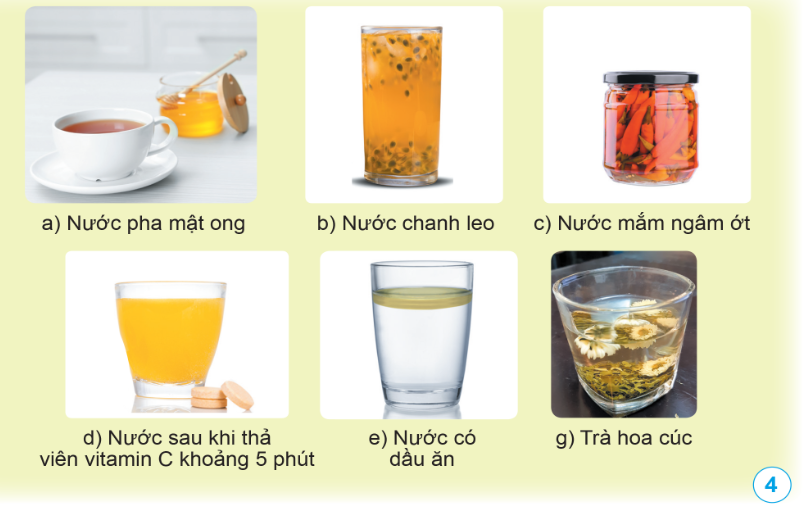 a) Nước pha mật ong
b) Nước chanh leo
c) Nước mắm ngâm ớt
d) Nước sau khi thả
viên vitamin C khoảng 5 phút
e) Nước có
dầu ăn
g) Trà hoa cúc
4